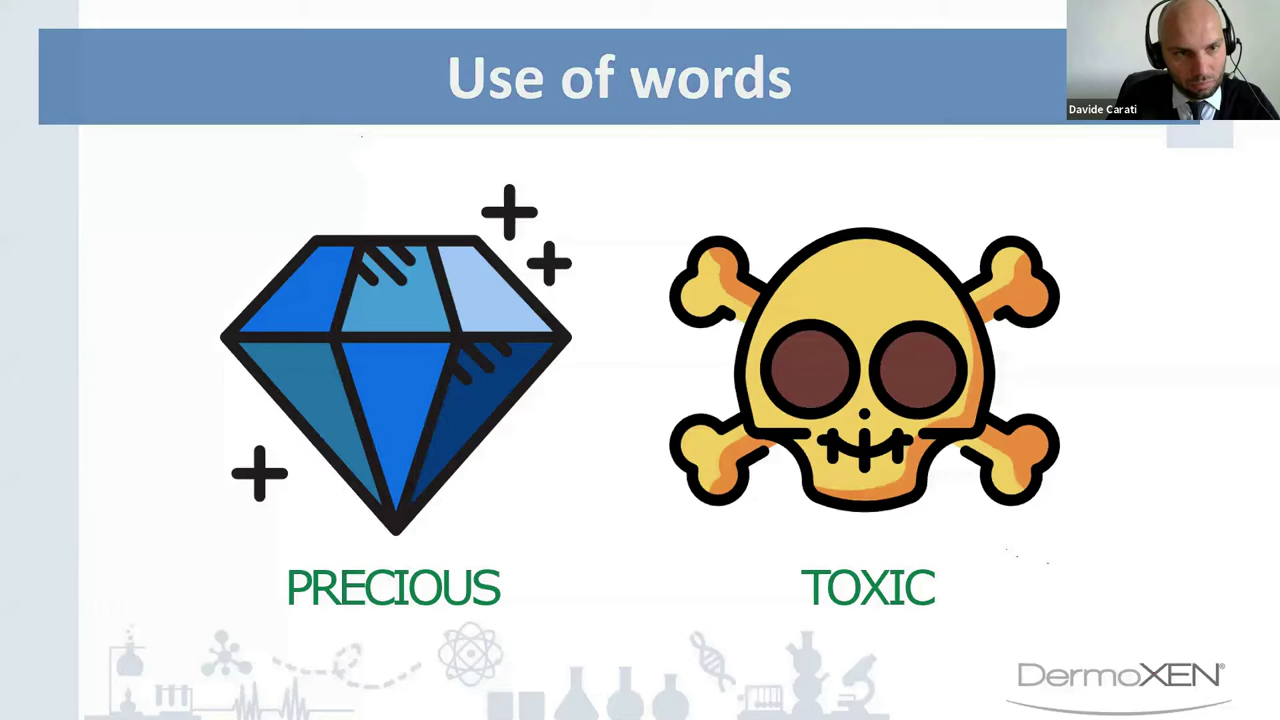 Use of words
Davide Carati
PRECIOUS
TOXIC
DermoXEN®